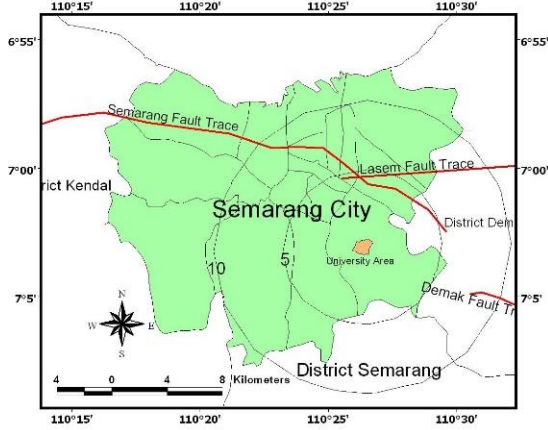 110°15' 110°20' 110°26' 110°30'
6°55' 6°55'
Semarang Fault Trace
7°00' Lasem Fault Trace 7°00'
rict Kendal
Semarang City
District Dem
University Area
10 5
Demak Fault Tr
7°5' 7°5'
N
W E
S
District Semarang
4 0 4 8 Kilometers
110°15' 110°20' 110°26' 110°30'